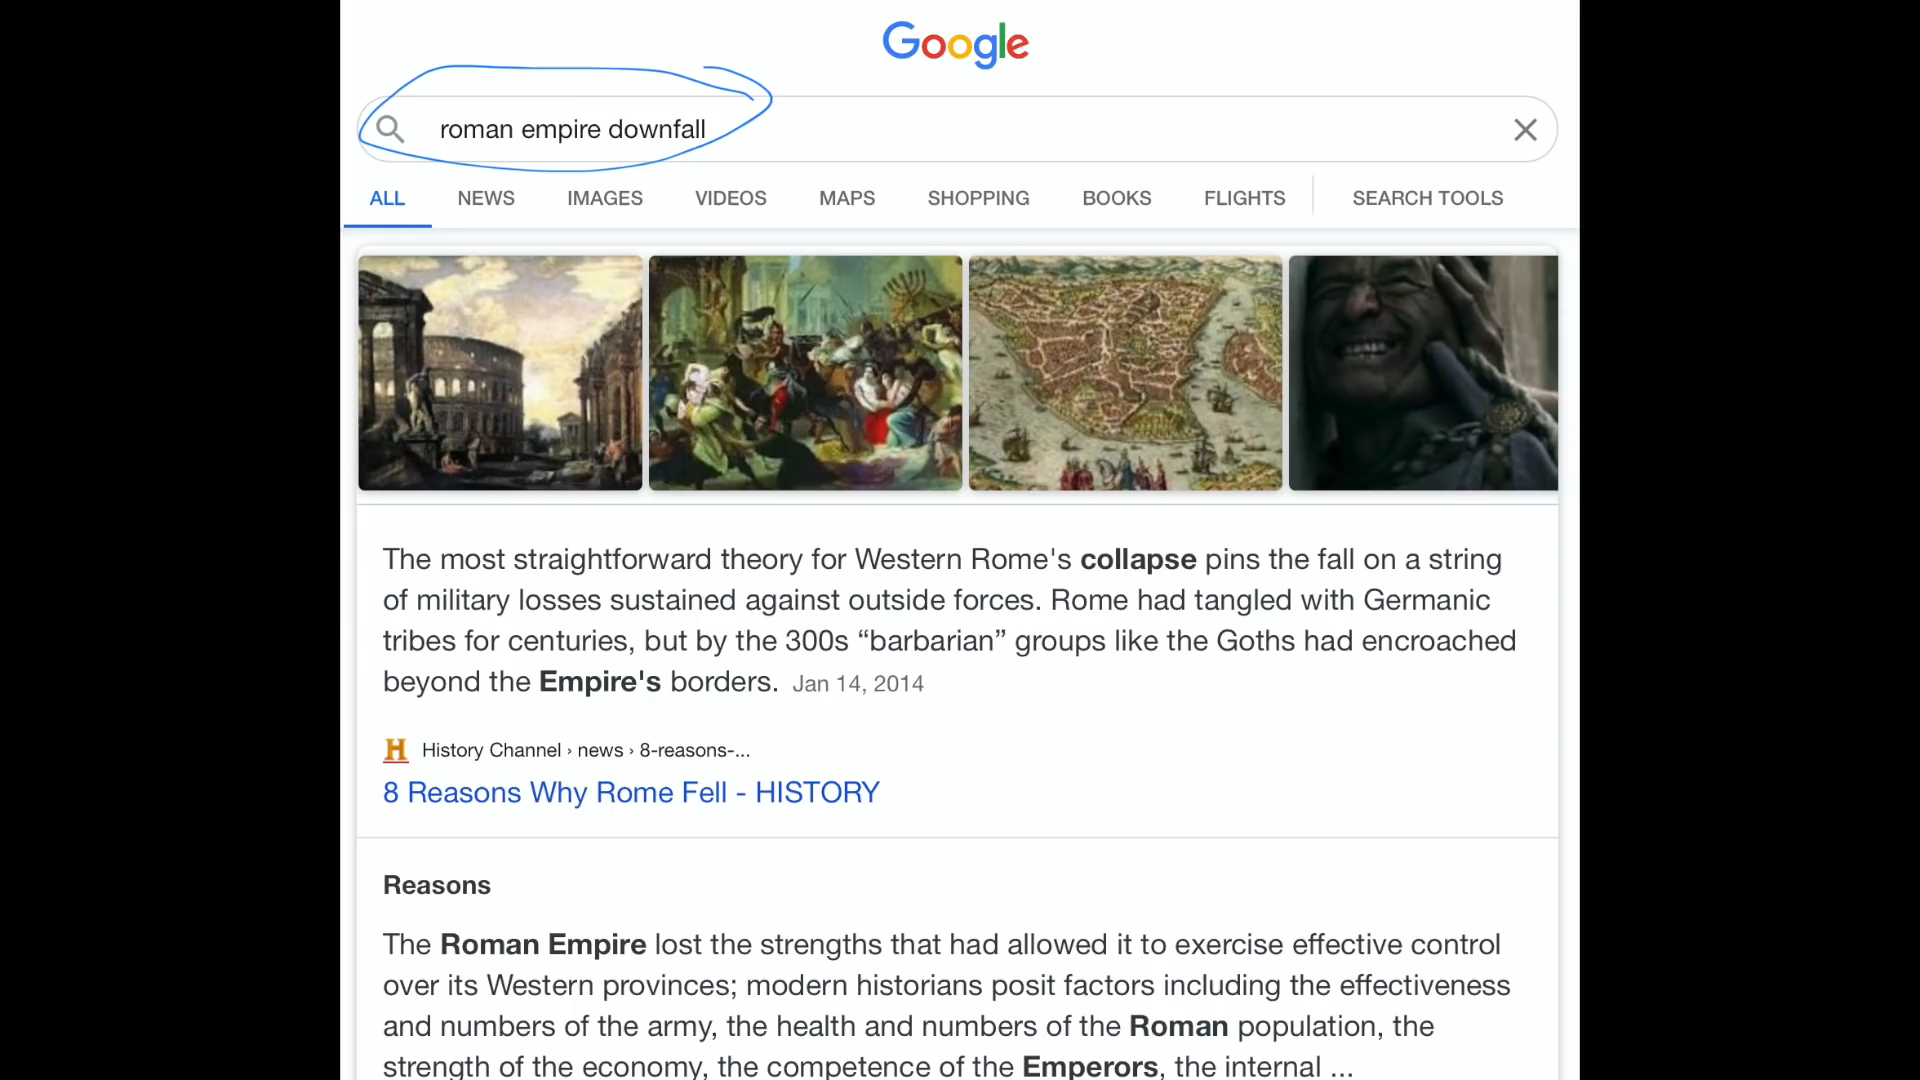 Google
roman empire downfall
ALL NEWS IMAGES VIDEOS MAPS SHOPPING BOOKS FLIGHTS SEARCH TOOLS
The most straightforward theory for Western Rome's collapse pins the fall on a string
of military losses sustained against outside forces. Rome had tangled with Germanic
tribes for centuries, but by the 300s “barbarian” groups like the Goths had encroached
beyond the Empire's borders. Jan 14, 2014
H History Channel › news › 8-reasons-...
8 Reasons Why Rome Fell - HISTORY
Reasons
The Roman Empire lost the strengths that had allowed it to exercise effective control
over its Western provinces; modern historians posit factors including the effectiveness
and numbers of the army, the health and numbers of the Roman population, the
strength of the economy, the competence of the Emperors, the internal ...